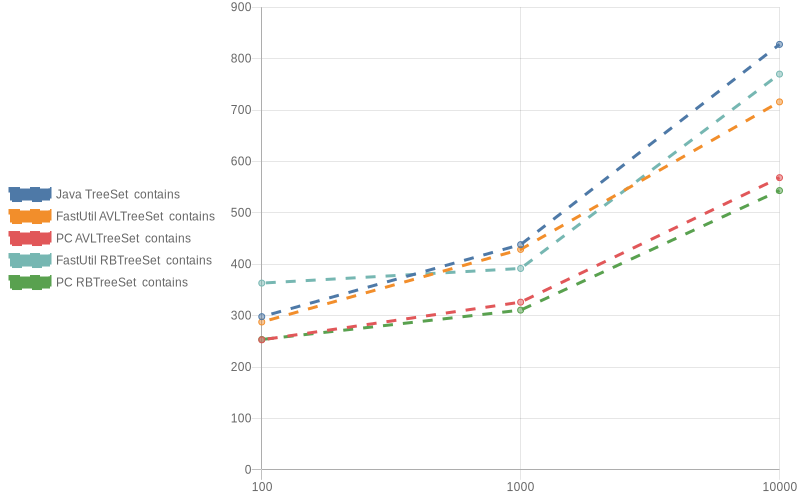 900
800
700
600
500
400
300
200
100
0
100 1000 10000
Java TreeSet contains
FastUtil AVLTreeSet contains
PC AVLTreeSet contains
FastUtil RBTreeSet contains
PC RBTreeSet contains